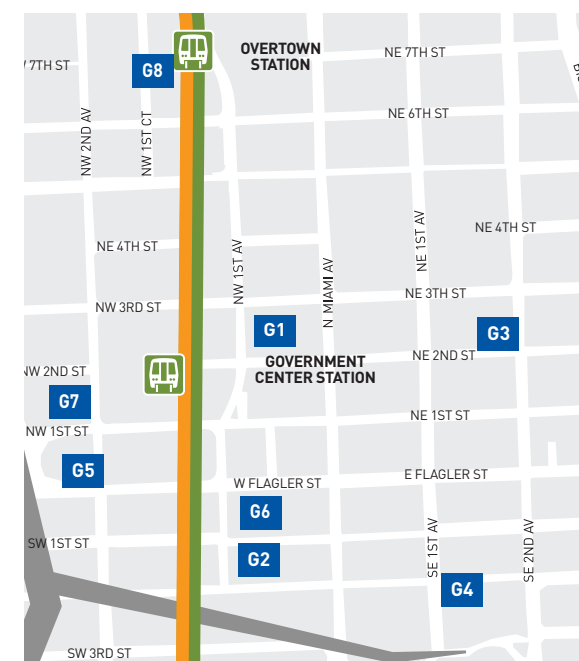 OVERTOWN
STATION
NE 7TH ST
7TH ST
G8
NE 6TH ST
NW 2ND AV
NW 1ST CT
NE 4TH ST
NE 4TH ST
NW 1ST AV
N MIAMI AV
NE 1ST AV
NE 3TH ST
NW 3RD ST
G1
G3
GOVERNMENT
CENTER STATION
NE 2ND ST
NW 2ND ST
G7
NE 1ST ST
NW 1ST ST
G5
E FLAGLER ST
W FLAGLER ST
G6
SW 1ST ST
G2
SE 1ST AV
SE 2ND AV
G4
SW 3RD ST